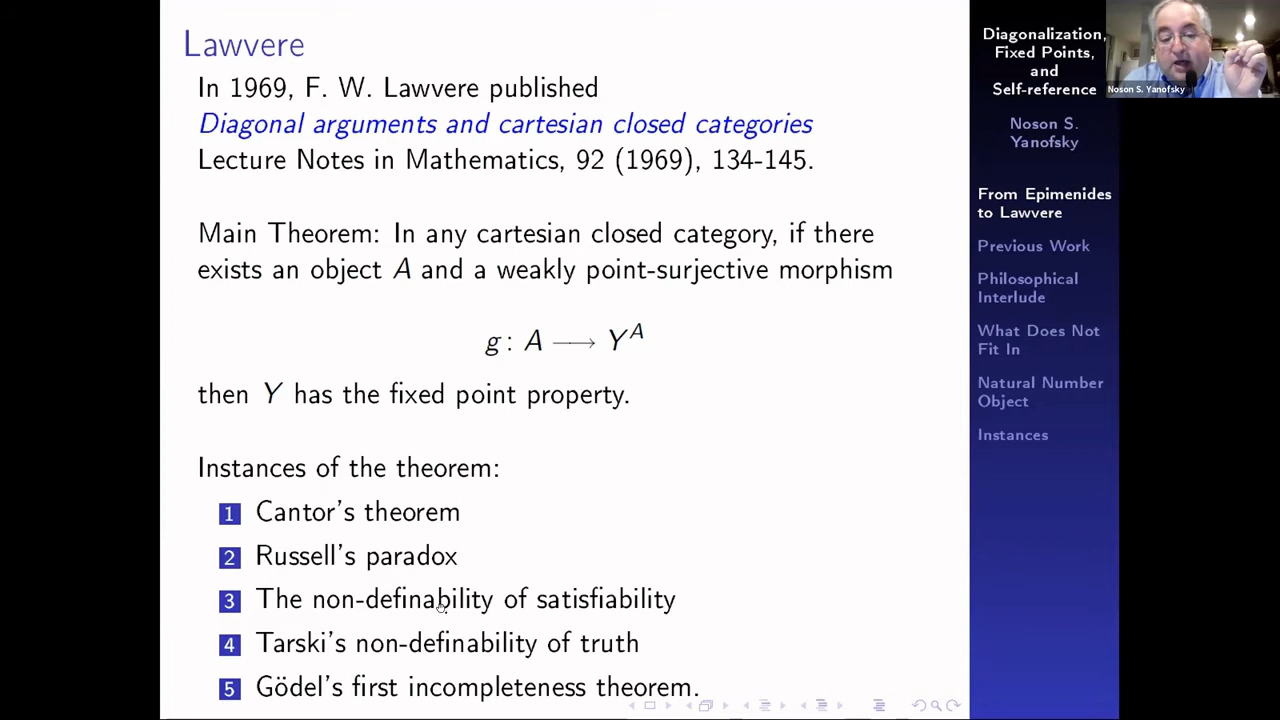 Lawvere
In 1969, F. W. Lawvere published
Diagonal arguments and cartesian closed categories
Lecture Notes in Mathematics, 92 (1969), 134-145.
Main Theorem: In any cartesian closed category, if there
exists an object A and a weakly point-surjective morphism
g: A ⟶ Y^A
then Y has the fixed point property.
Instances of the theorem:
1 Cantor's theorem
2 Russell's paradox
3 The non-definability of satisfiability
4 Tarski's non-definability of truth
5 Gödel's first incompleteness theorem.
Diagonalization,
Fixed Points,
and
Self-reference
Noson S.
Yanofsky
From Epimenides
to Lawvere
Previous Work
Philosophical
Interlude
What Does Not
Fit In
Natural Number
Object
Instances
Noson S. Yanofsky